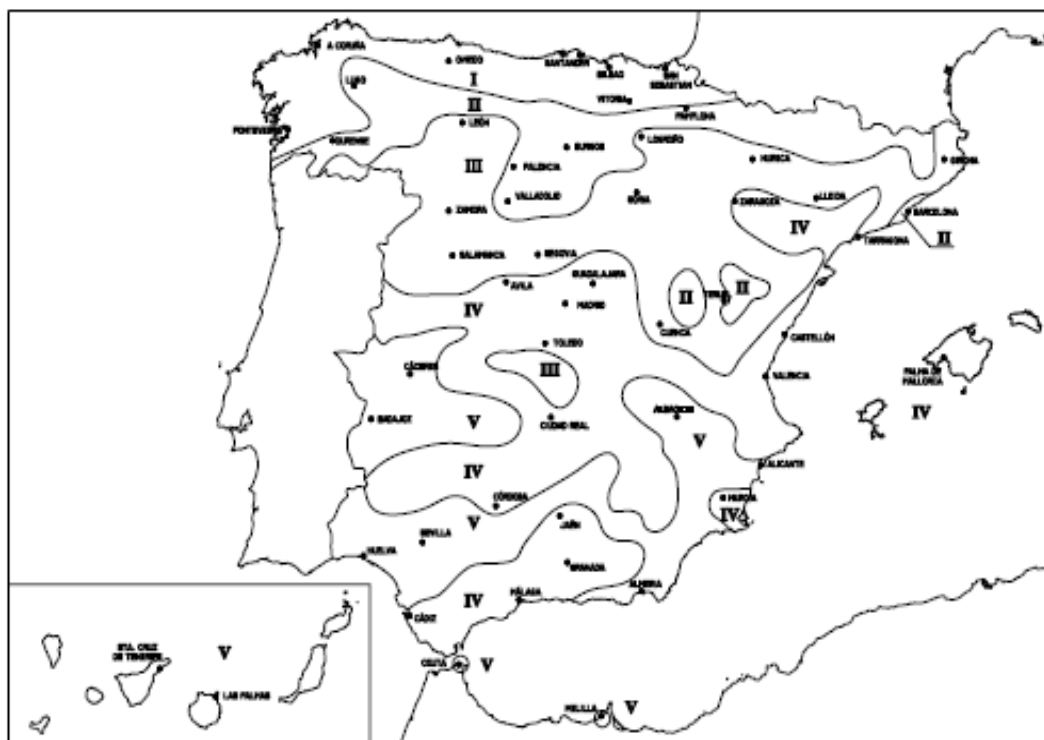 A CORUÑA
OVIEDO
SANTANDER
BILBAO
SAN
SEBASTIAN
LUGO
I
VITORIA
II
PAMPLONA
PONTEVEDRA
LEÓN
OURENSE
LOGROÑO
BURGOS
III
PALENCIA
HUESCA
GIRONA
VALLADOLID
SORIA
ZARAGOZA
LLEIDA
ZAMORA
BARCELONA
IV
TARRAGONA
II
SALAMANCA
SEGOVIA
GUADALAJARA
AVILA
II
TERUEL
II
IV
MADRID
CUENCA
CASTELLÓN
TOLEDO
CÁCERES
III
VALENCIA
PALMA DE
MALLORCA
IV
BADAJOZ
V
CIUDAD REAL
ALBACETE
V
IV
ALICANTE
CÓRDOBA
MURCIA
IV
V
JAÉN
SEVILLA
HUELVA
GRANADA
ALMERIA
IV
MÁLAGA
CÁDIZ
STA. CRUZ
DE TENERIFE
V
CEUTA
V
LAS PALMAS
MELILLA
V